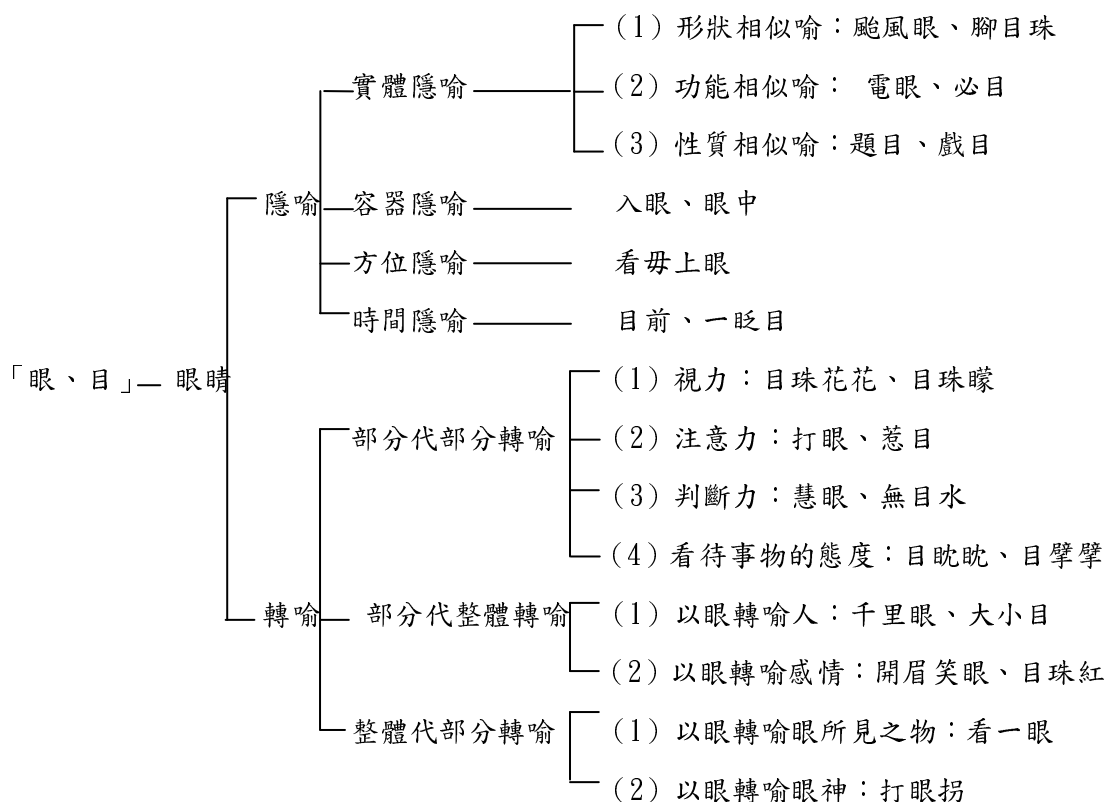 (1) 形狀相似喻：颱風眼、腳目珠
實體隱喻
(2) 功能相似喻： 電眼、必目
(3) 性質相似喻：題目、戲目
隱喻
容器隱喻 入眼、眼中
方位隱喻 看毋上眼
時間隱喻 目前、一眨目
「眼、目」 眼睛
(1) 視力：目珠花花、目珠矇
部分代部分轉喻
(2) 注意力：打眼、惹目
(3) 判斷力：慧眼、無目水
(4) 看待事物的態度：目眈眈、目擘擘
轉喻
部分代整體轉喻
(1) 以眼轉喻人：千里眼、大小目
(2) 以眼轉喻感情：開眉笑眼、目珠紅
整體代部分轉喻
(1) 以眼轉喻眼所見之物：看一眼
(2) 以眼轉喻眼神：打眼拐